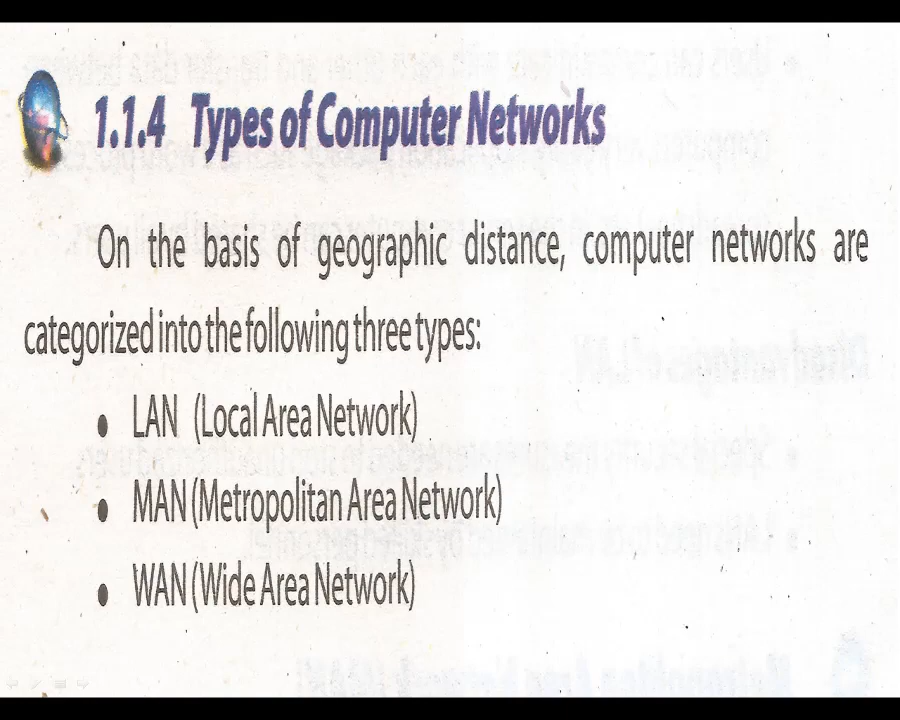 1.1.4 Types of Computer Networks
On the basis of geographic distance, computer networks are
categorized into the following three types:
• LAN (Local Area Network)
• MAN (Metropolitan Area Network)
• WAN (Wide Area Network)